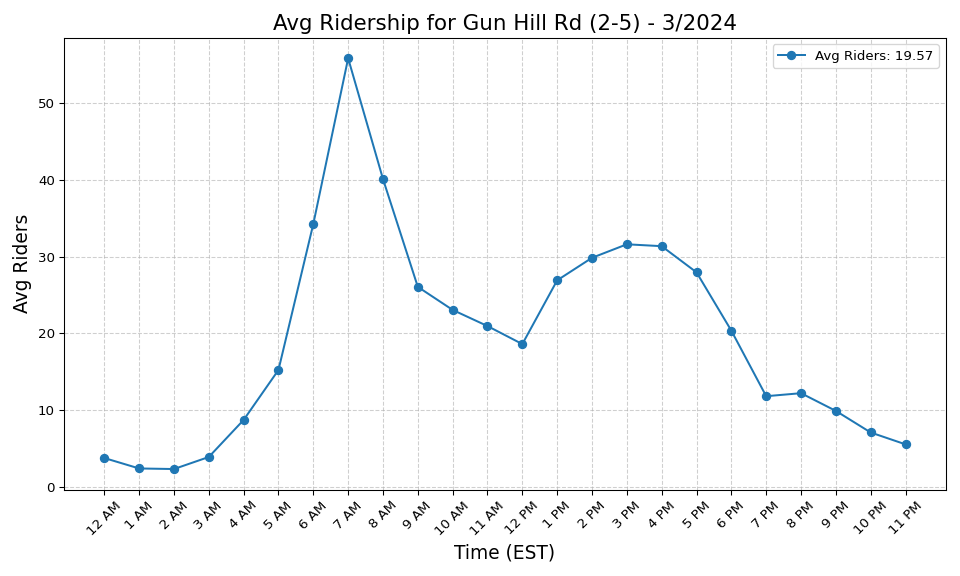 Avg Ridership for Gun Hill Rd (2-5) - 3/2024
Avg Riders: 19.57
Avg Riders
50
40
30
20
10
0
12 AM
1 AM
2 AM
3 AM
4 AM
5 AM
6 AM
7 AM
8 AM
9 AM
10 AM
11 AM
12 PM
1 PM
2 PM
3 PM
4 PM
5 PM
6 PM
7 PM
8 PM
9 PM
10 PM
11 PM
Time (EST)